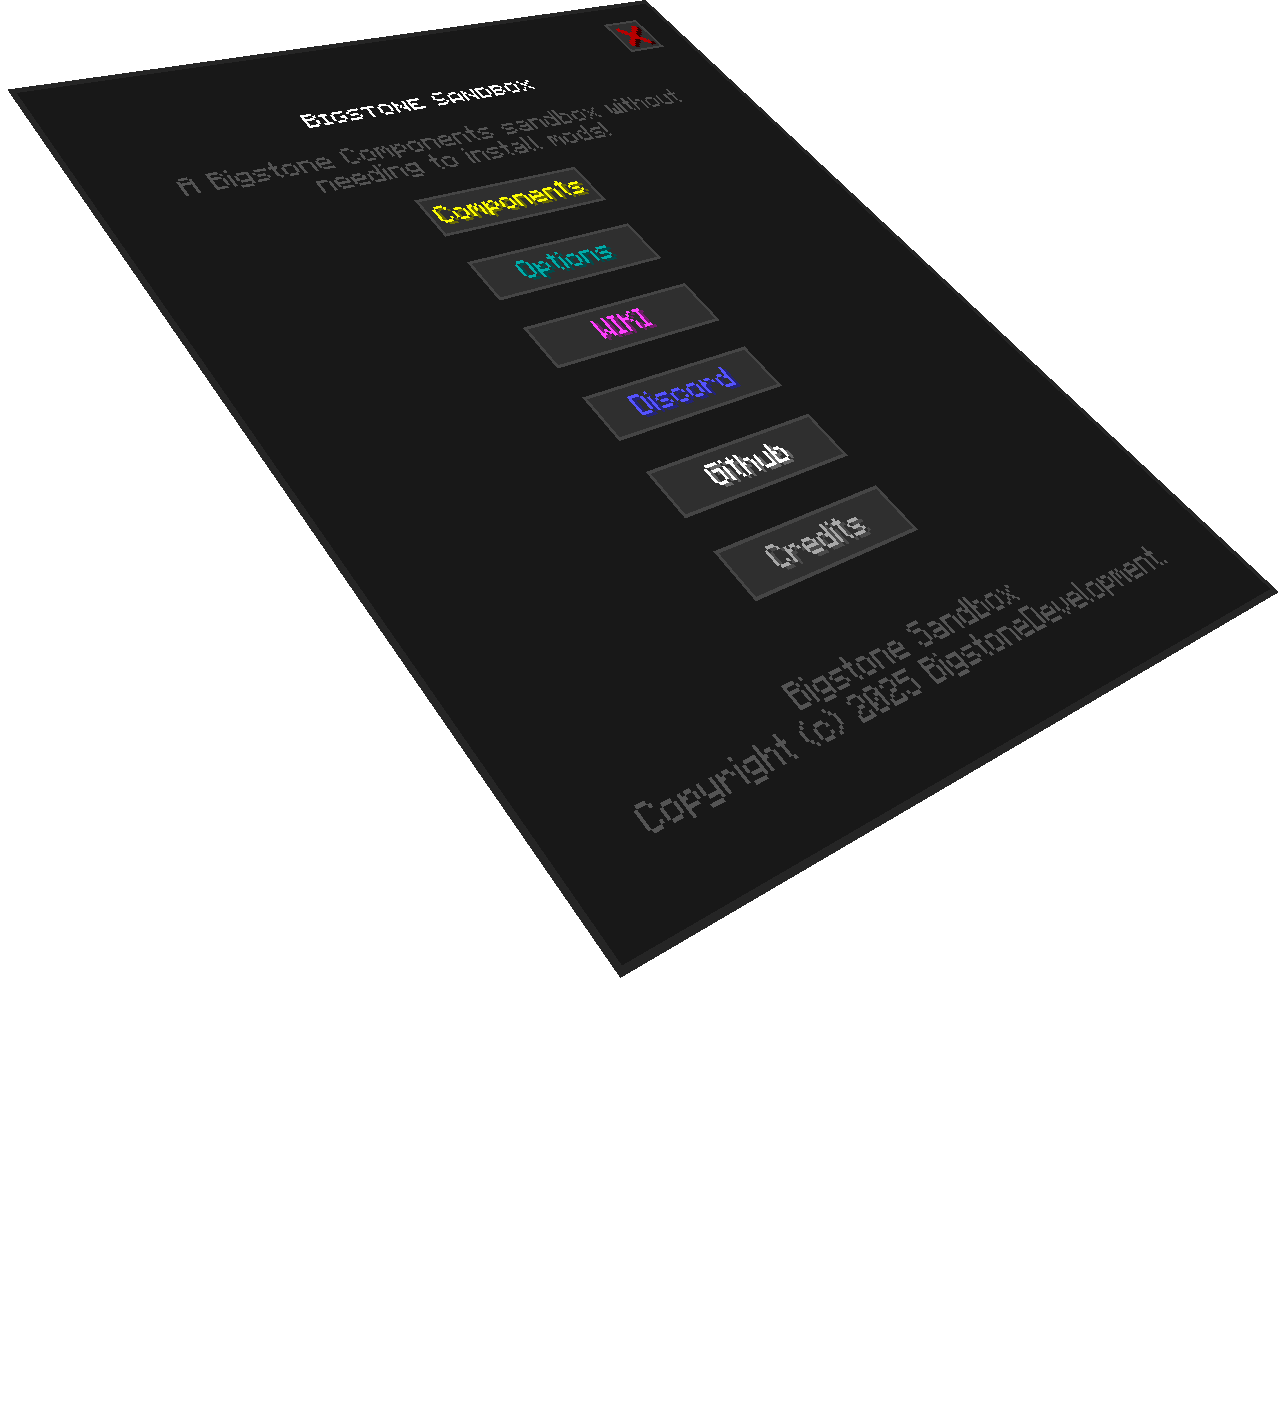 Bigstone Sandbox
A Bigstone Components sandbox without
needing to install mods!
Components
Options
Wiki
Discord
Github
Credits
Bigstone Sandbox
Copyright (c) 2025 BigstoneDevelopment.